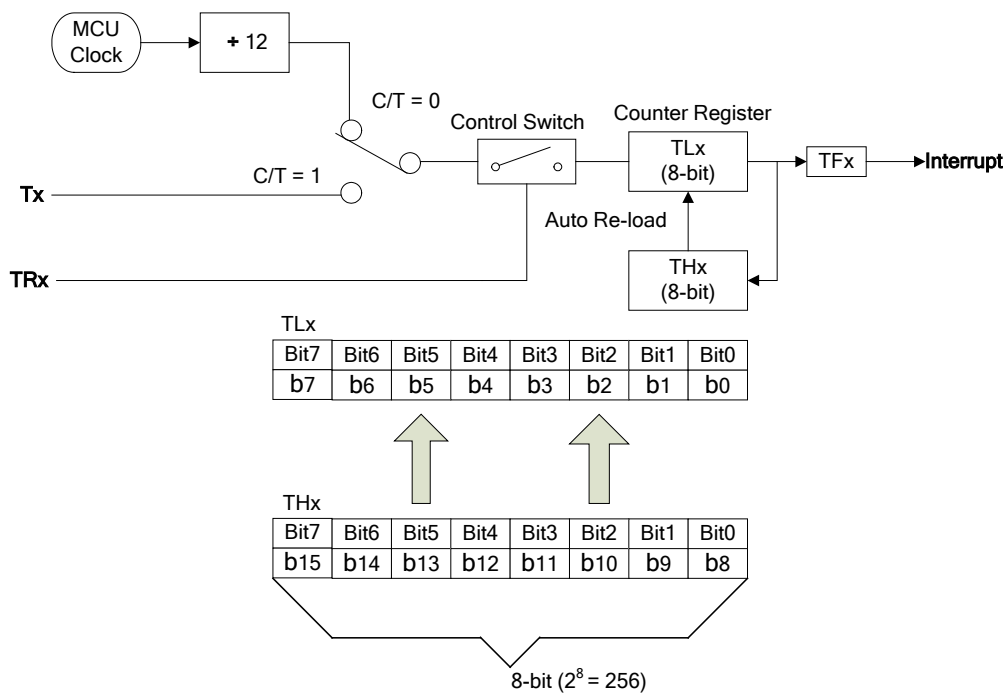 MCU
Clock
+ 12
C/T = 0
Control Switch
Counter Register
TLx
(8-bit)
TFx
Interrupt
C/T = 1
Tx
Auto Re-load
TRx
THx
(8-bit)
TLx
Bit7 Bit6 Bit5 Bit4 Bit3 Bit2 Bit1 Bit0
b7 b6 b5 b4 b3 b2 b1 b0
THx
Bit7 Bit6 Bit5 Bit4 Bit3 Bit2 Bit1 Bit0
b15 b14 b13 b12 b11 b10 b9 b8
8-bit (2⁸ = 256)